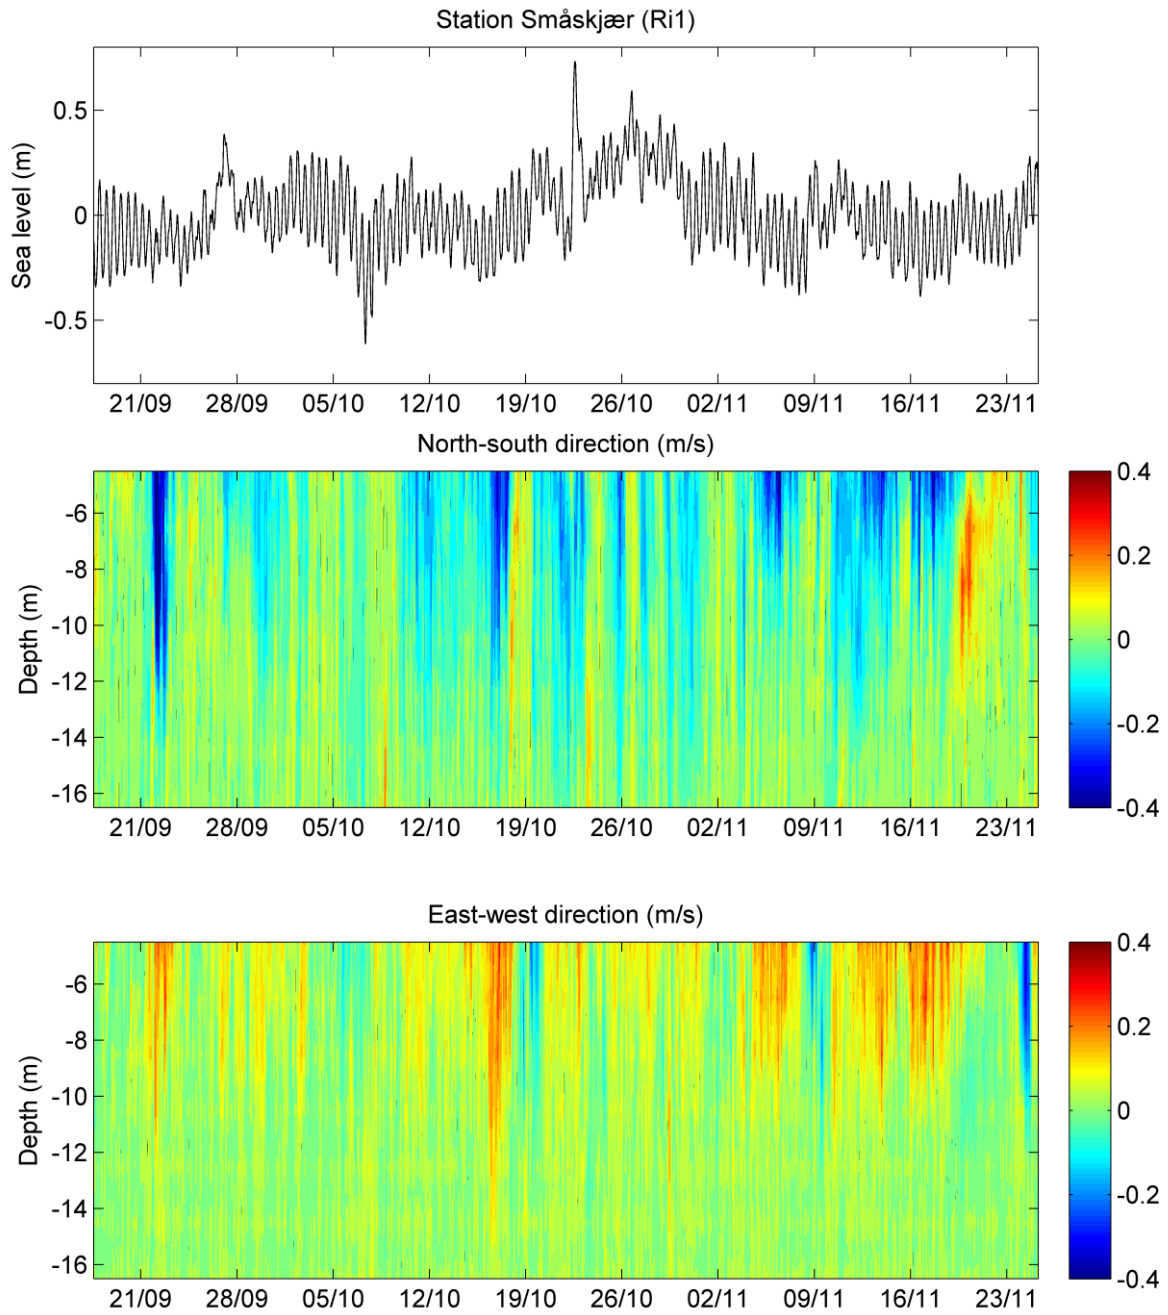 Station Småskjær (Ri1)
Sea level (m)
0.5
0
-0.5
21/09 28/09 05/10 12/10 19/10 26/10 02/11 09/11 16/11 23/11
North-south direction (m/s)
Depth (m)
-6
-8
-10
-12
-14
-16
21/09 28/09 05/10 12/10 19/10 26/10 02/11 09/11 16/11 23/11
0.4
0.2
0
-0.2
-0.4
East-west direction (m/s)
Depth (m)
-6
-8
-10
-12
-14
-16
21/09 28/09 05/10 12/10 19/10 26/10 02/11 09/11 16/11 23/11
0.4
0.2
0
-0.2
-0.4